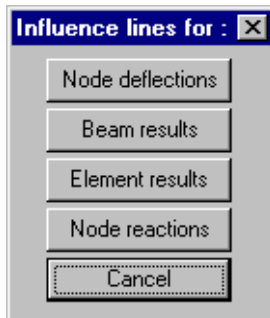 Influence lines for :
Node deflections
Beam results
Element results
Node reactions
Cancel